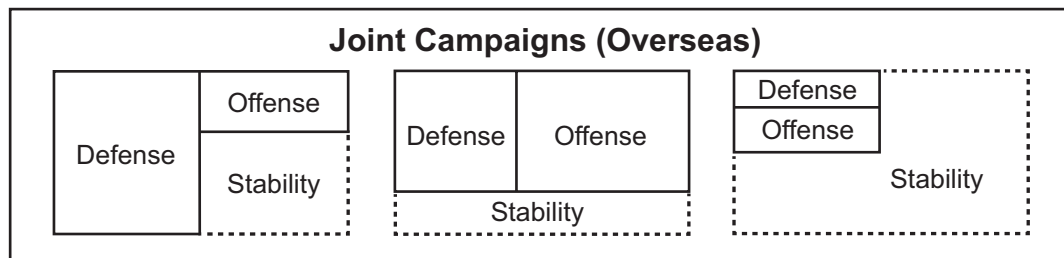 Joint Campaigns (Overseas)
Defense
Offense
Stability
Defense
Offense
Stability
Defense
Offense
Stability